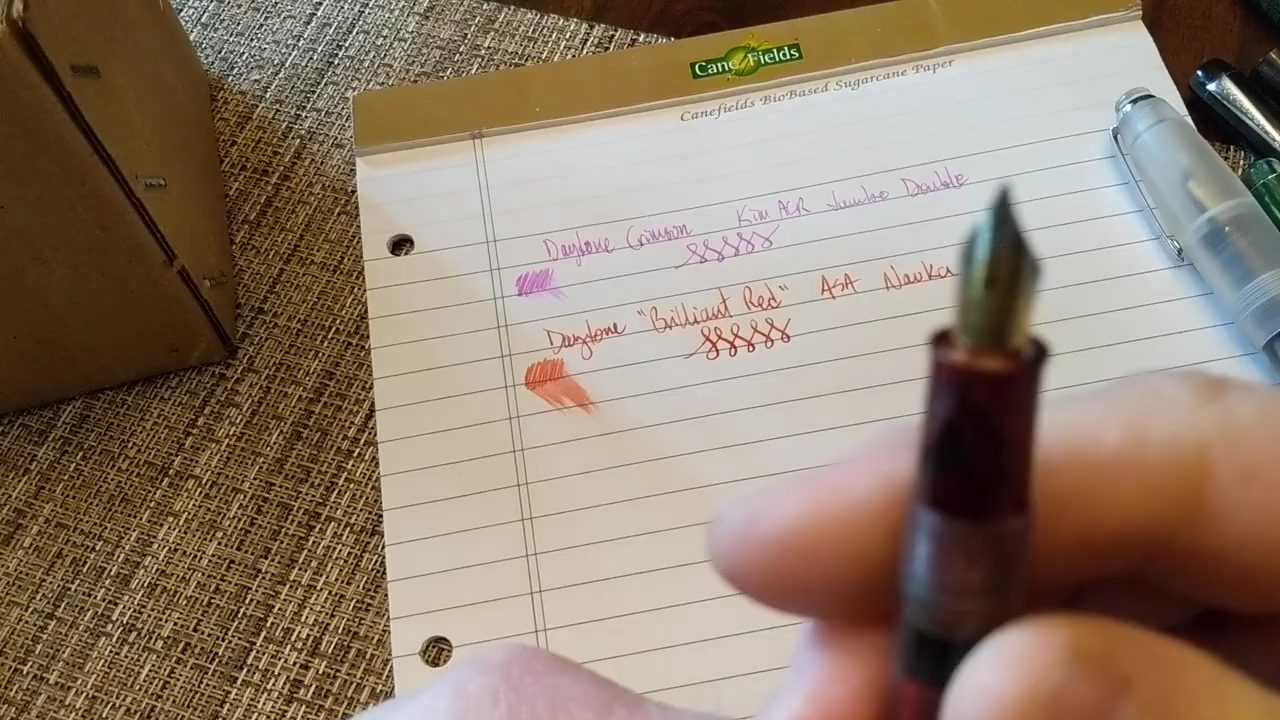 Cane Fields
Canefields BioBased Sugarcane Paper
Daytone Crimson Kim ACR Jumbo Double
Daytone "Brilliant Red" ASA Nauka